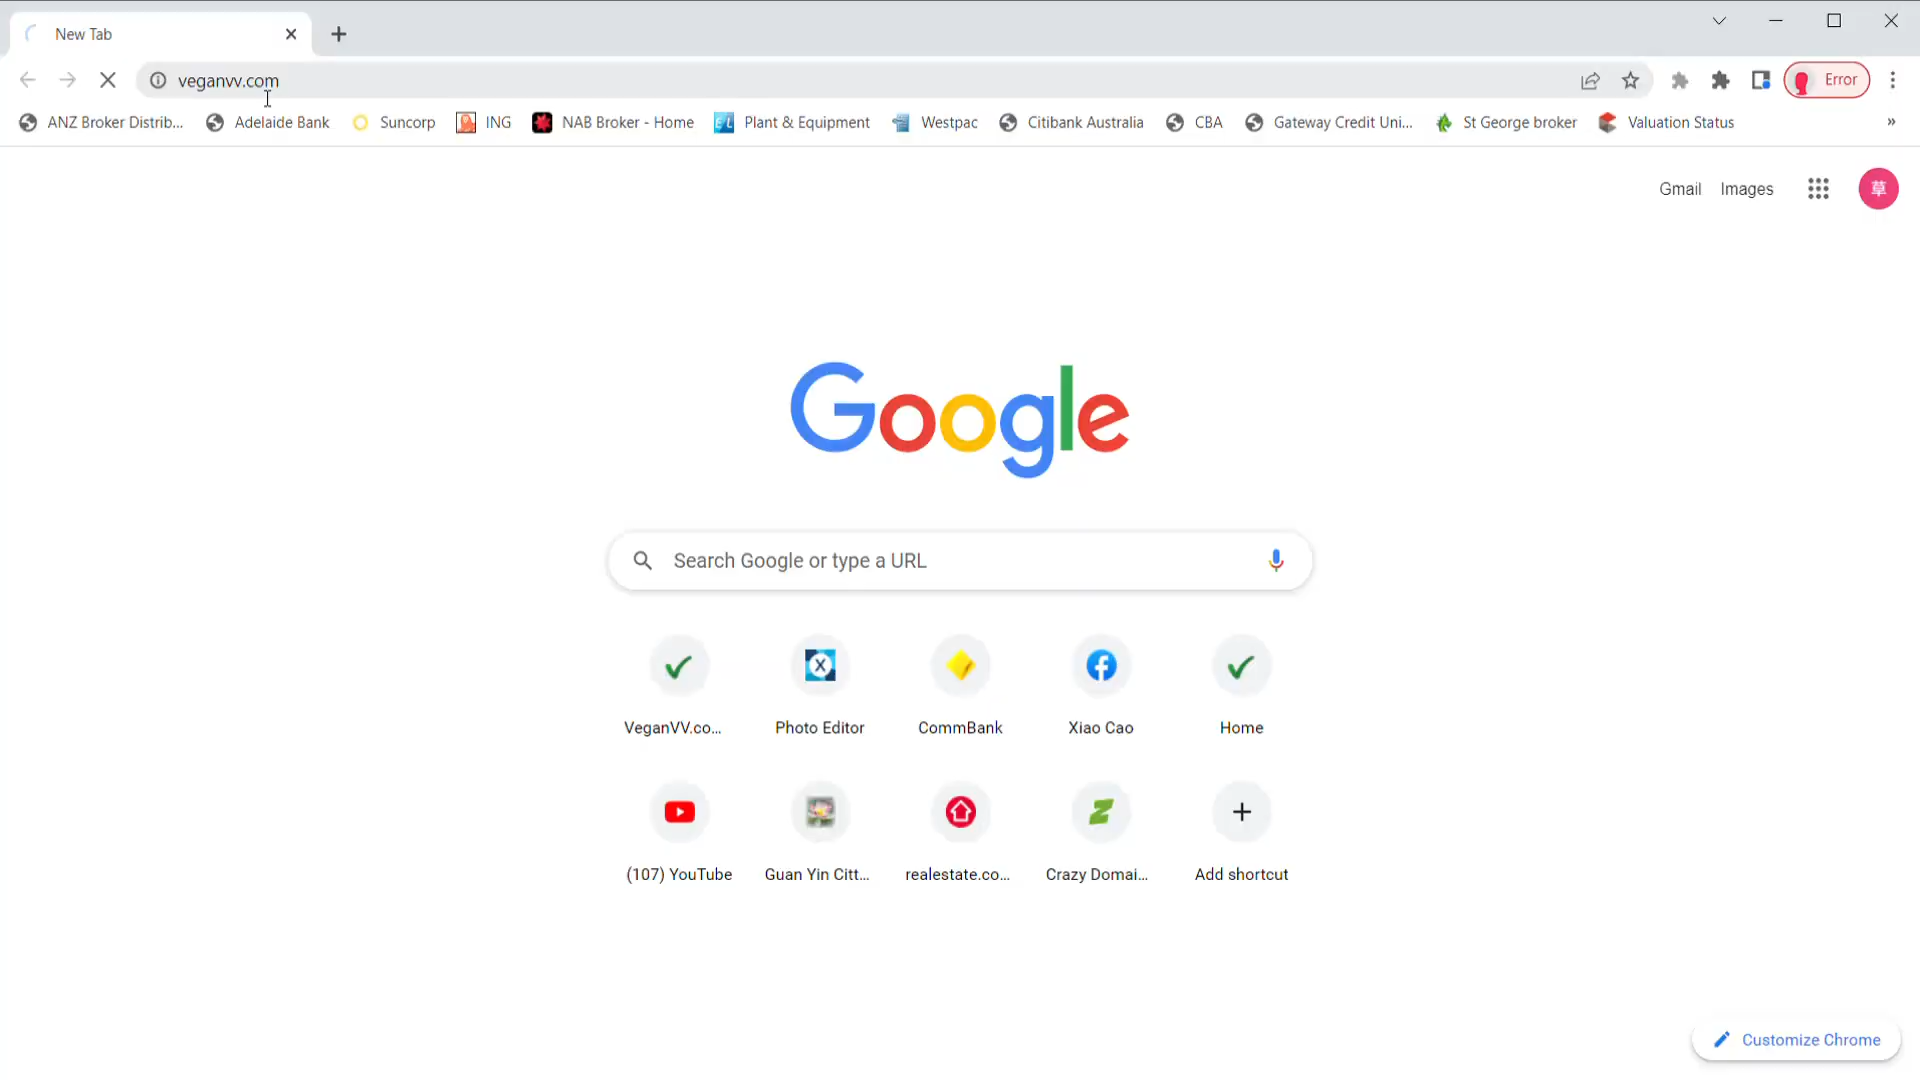 New Tab
veganvv.com
Error
ANZ Broker Distrib... Adelaide Bank Suncorp ING NAB Broker - Home Plant & Equipment Westpac Citibank Australia CBA Gateway Credit Uni... St George broker Valuation Status »
Gmail Images 草
Google
Search Google or type a URL
VeganVV.co... Photo Editor CommBank Xiao Cao Home
(107) YouTube Guan Yin Citt... realestate.co... Crazy Domai... Add shortcut
Customize Chrome